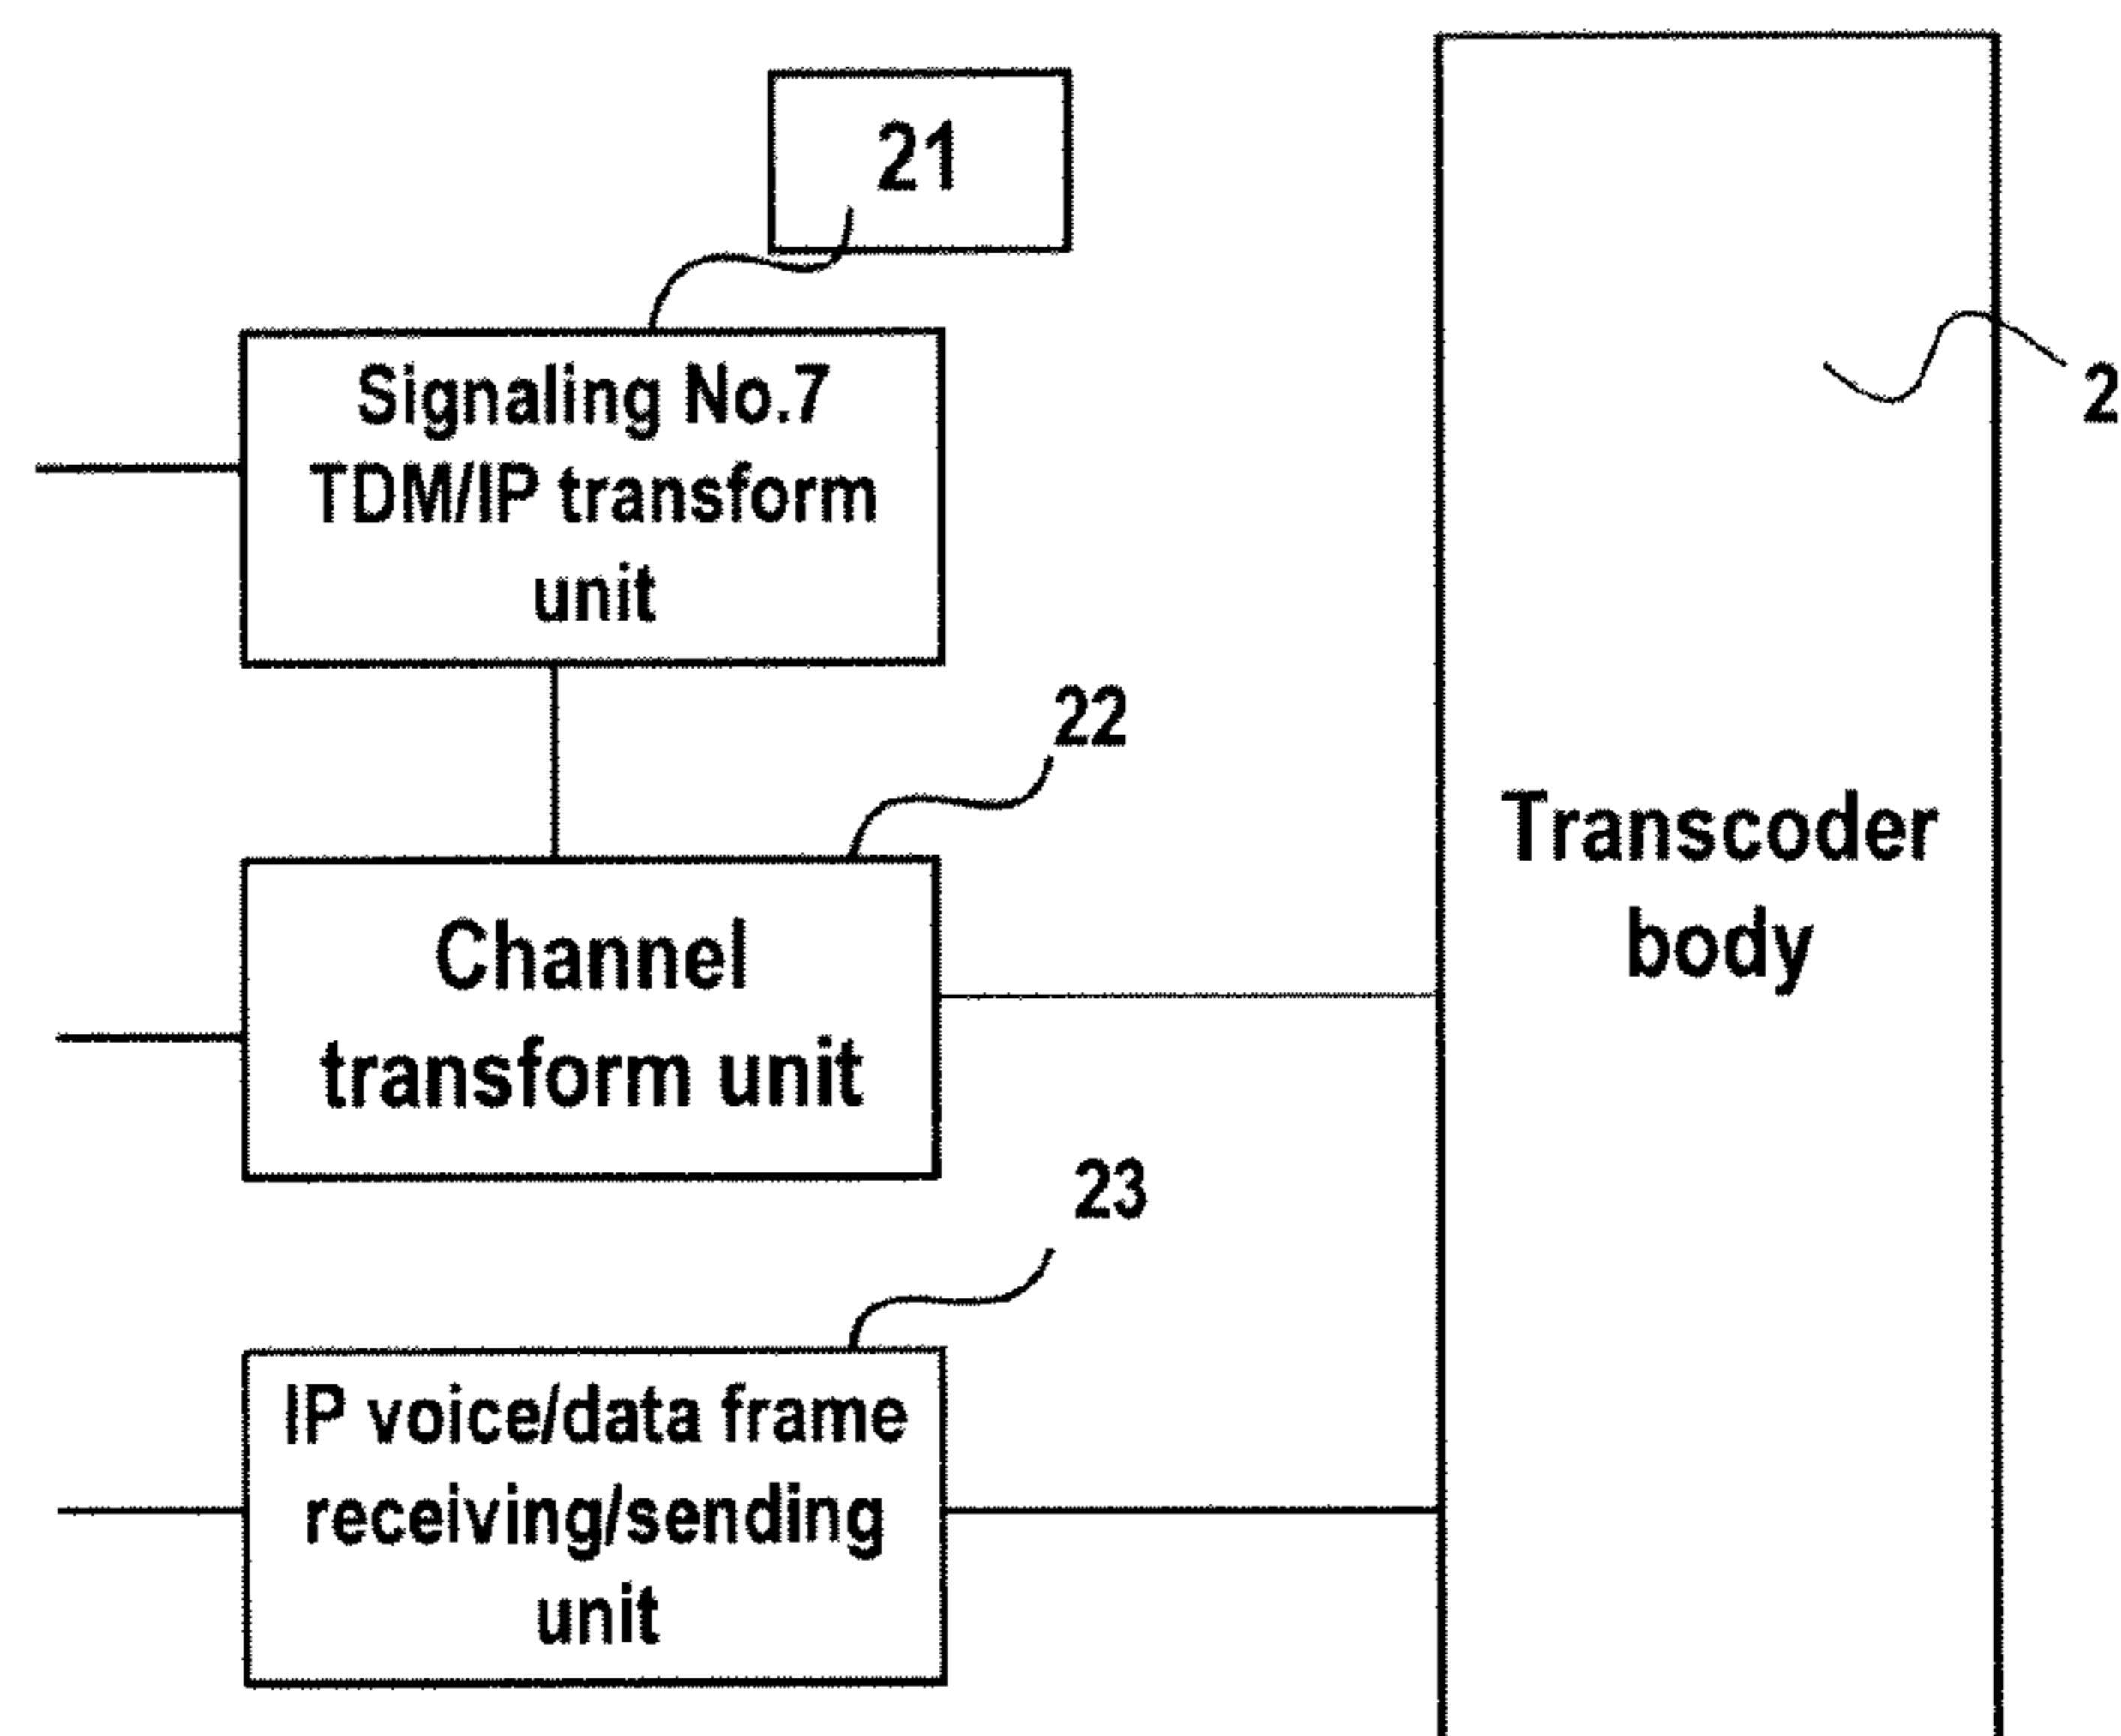 21
Signaling No.7
TDM/IP transform
unit
2
22
Channel
transform unit
Transcoder
body
23
IP voice/data frame
receiving/sending
unit